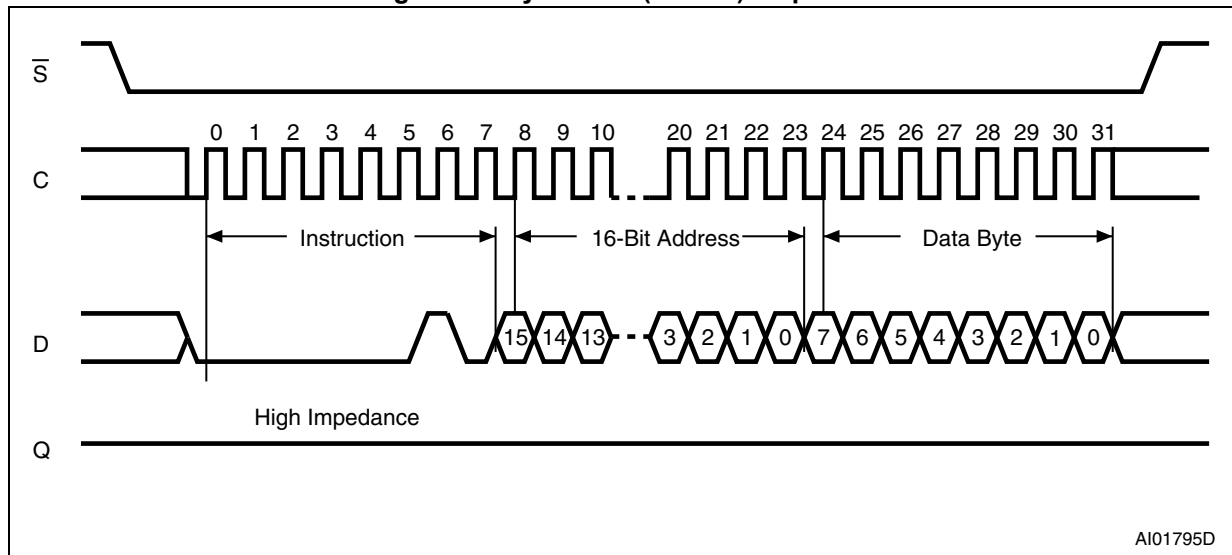 S̅
0 1 2 3 4 5 6 7 8 9 10 20 21 22 23 24 25 26 27 28 29 30 31
C
Instruction 16-Bit Address Data Byte
D 15 14 13 3 2 1 0 7 6 5 4 3 2 1 0
High Impedance
Q
AI01795D